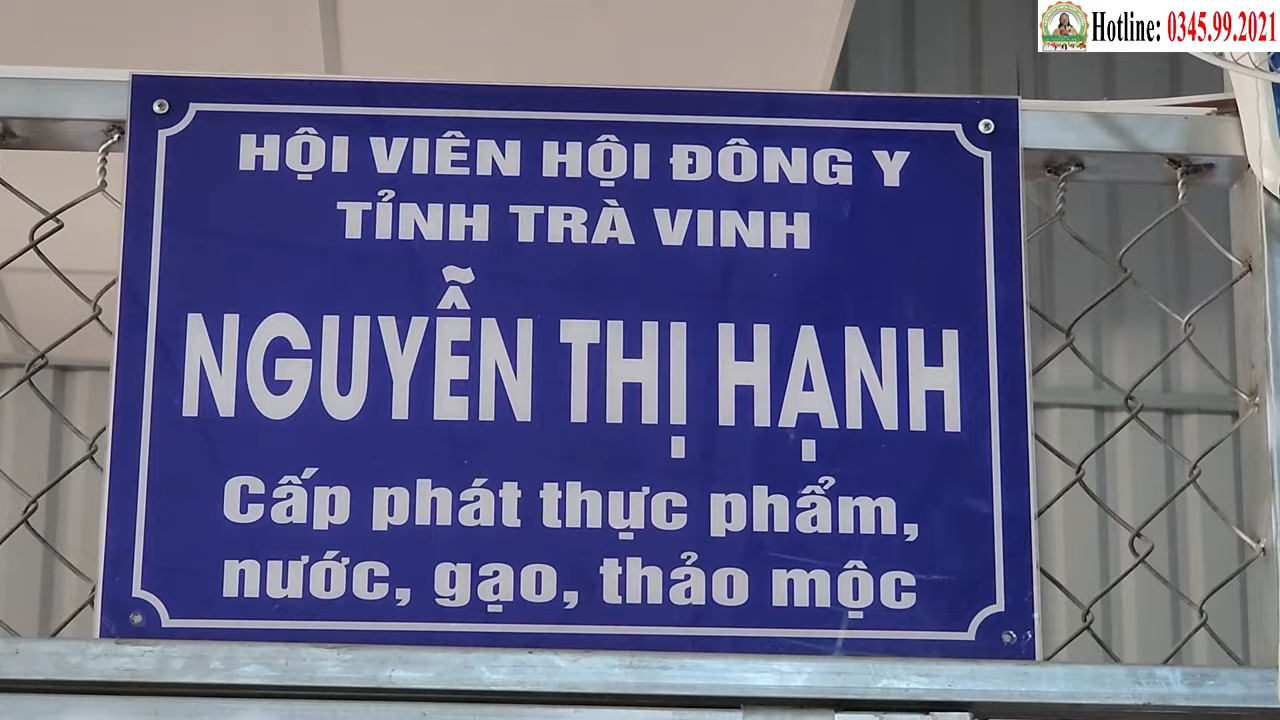 Hotline: 0345.99.2021
HỘI VIÊN HỘI ĐÔNG Y
TỈNH TRÀ VINH
NGUYỄN THỊ HẠNH
Cấp phát thực phẩm,
nước, gạo, thảo mộc